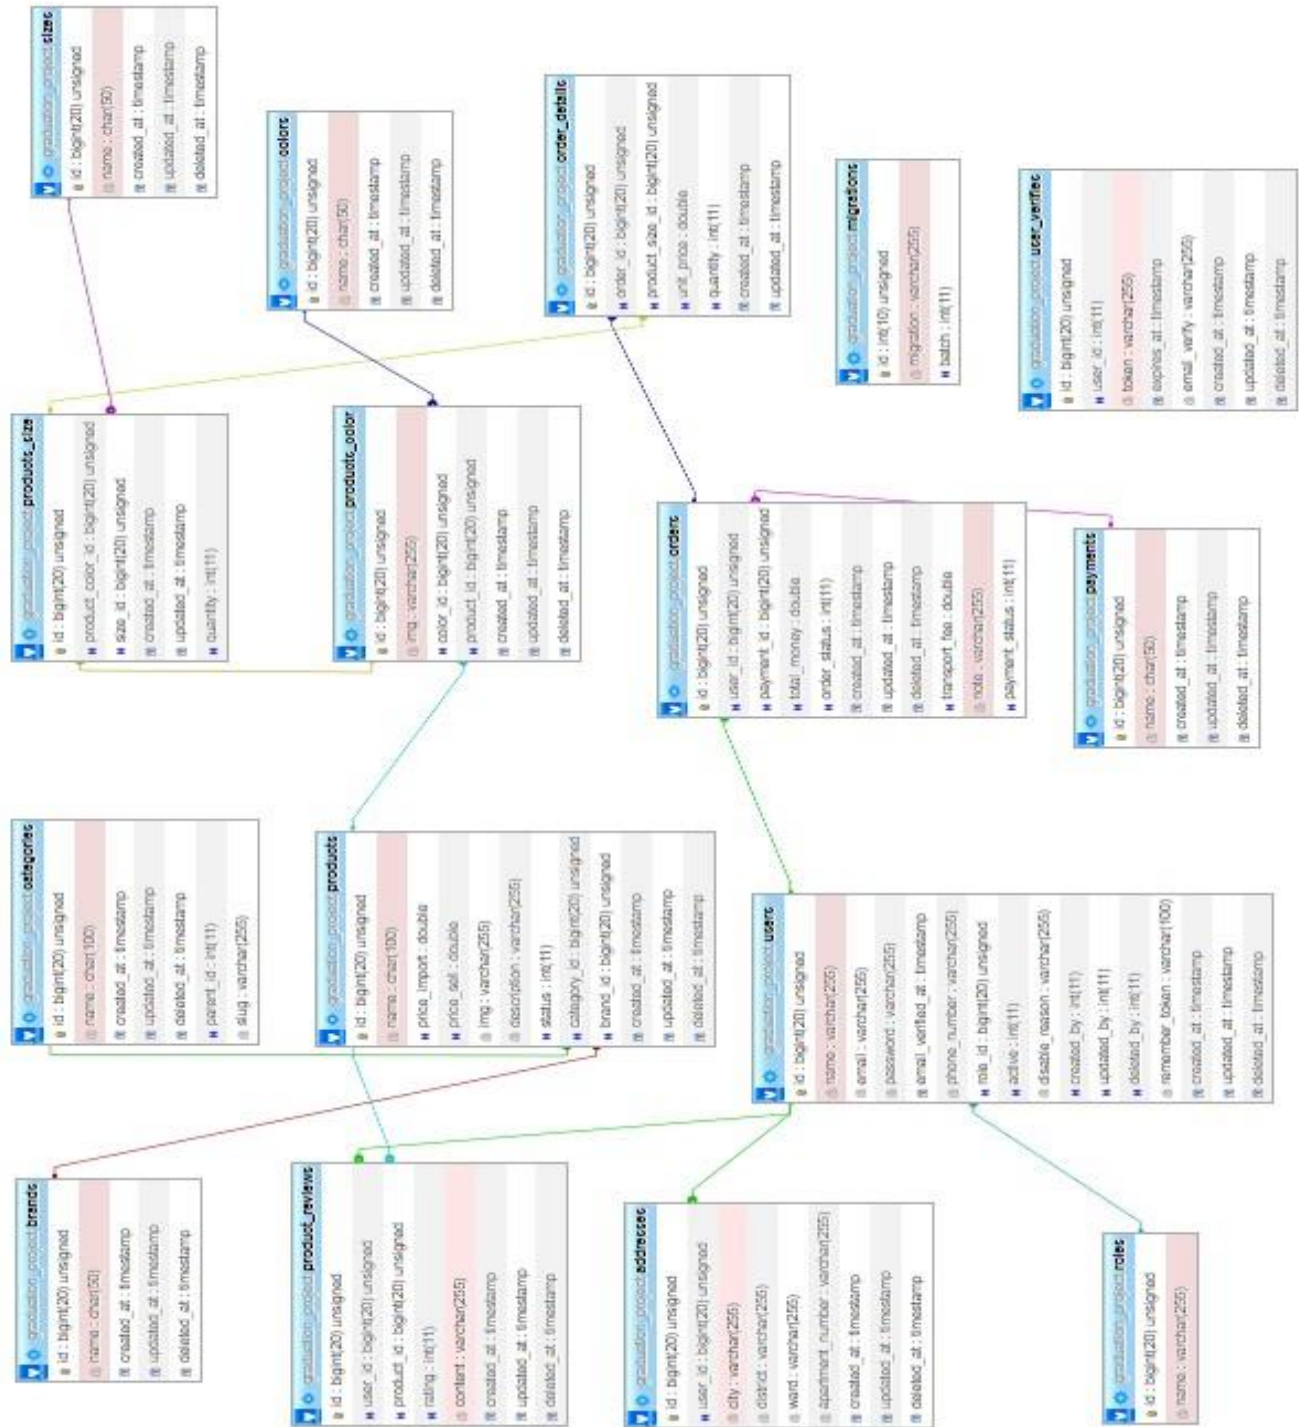 graduation_project brands
id : bigint(20) unsigned
name : char(50)
created_at : timestamp
updated_at : timestamp
deleted_at : timestamp
graduation_project categories
id : bigint(20) unsigned
name : char(100)
created_at : timestamp
updated_at : timestamp
deleted_at : timestamp
parent_id : int(11)
slug : varchar(255)
graduation_project products_size
id : bigint(20) unsigned
product_color_id : bigint(20) unsigned
size_id : bigint(20) unsigned
created_at : timestamp
updated_at : timestamp
quantity : int(11)
graduation_project sizes
id : bigint(20) unsigned
name : char(50)
created_at : timestamp
updated_at : timestamp
deleted_at : timestamp
graduation_project product_reviews
id : bigint(20) unsigned
user_id : bigint(20) unsigned
product_id : bigint(20) unsigned
rating : int(11)
content : varchar(255)
created_at : timestamp
updated_at : timestamp
deleted_at : timestamp
graduation_project products
id : bigint(20) unsigned
name : char(100)
price_import : double
price_sell : double
img : varchar(255)
description : varchar(255)
status : int(11)
category_id : bigint(20) unsigned
brand_id : bigint(20) unsigned
created_at : timestamp
updated_at : timestamp
deleted_at : timestamp
graduation_project products_color
id : bigint(20) unsigned
img : varchar(255)
color_id : bigint(20) unsigned
product_id : bigint(20) unsigned
created_at : timestamp
updated_at : timestamp
deleted_at : timestamp
graduation_project colors
id : bigint(20) unsigned
name : char(50)
created_at : timestamp
updated_at : timestamp
deleted_at : timestamp
graduation_project order_details
id : bigint(20) unsigned
order_id : bigint(20) unsigned
product_size_id : bigint(20) unsigned
unit_price : double
quantity : int(11)
created_at : timestamp
updated_at : timestamp
graduation_project addresses
id : bigint(20) unsigned
user_id : bigint(20) unsigned
city : varchar(255)
district : varchar(255)
ward : varchar(255)
apartment_number : varchar(255)
created_at : timestamp
updated_at : timestamp
deleted_at : timestamp
graduation_project users
id : bigint(20) unsigned
name : varchar(255)
email : varchar(255)
password : varchar(255)
email_verified_at : timestamp
phone_number : varchar(255)
role_id : bigint(20) unsigned
active : int(11)
disable_reason : varchar(255)
created_by : int(11)
updated_by : int(11)
deleted_by : int(11)
remember_token : varchar(100)
created_at : timestamp
updated_at : timestamp
deleted_at : timestamp
graduation_project orders
id : bigint(20) unsigned
user_id : bigint(20) unsigned
payment_id : bigint(20) unsigned
total_money : double
order_status : int(11)
created_at : timestamp
updated_at : timestamp
deleted_at : timestamp
transport_fee : double
note : varchar(255)
payment_status : int(11)
graduation_project migrations
id : int(10) unsigned
migration : varchar(255)
batch : int(11)
graduation_project roles
id : bigint(20) unsigned
name : varchar(255)
graduation_project payments
id : bigint(20) unsigned
name : char(50)
created_at : timestamp
updated_at : timestamp
deleted_at : timestamp
graduation_project user_verifies
id : bigint(20) unsigned
user_id : int(11)
token : varchar(255)
expires_at : timestamp
email_verify : varchar(255)
created_at : timestamp
updated_at : timestamp
deleted_at : timestamp